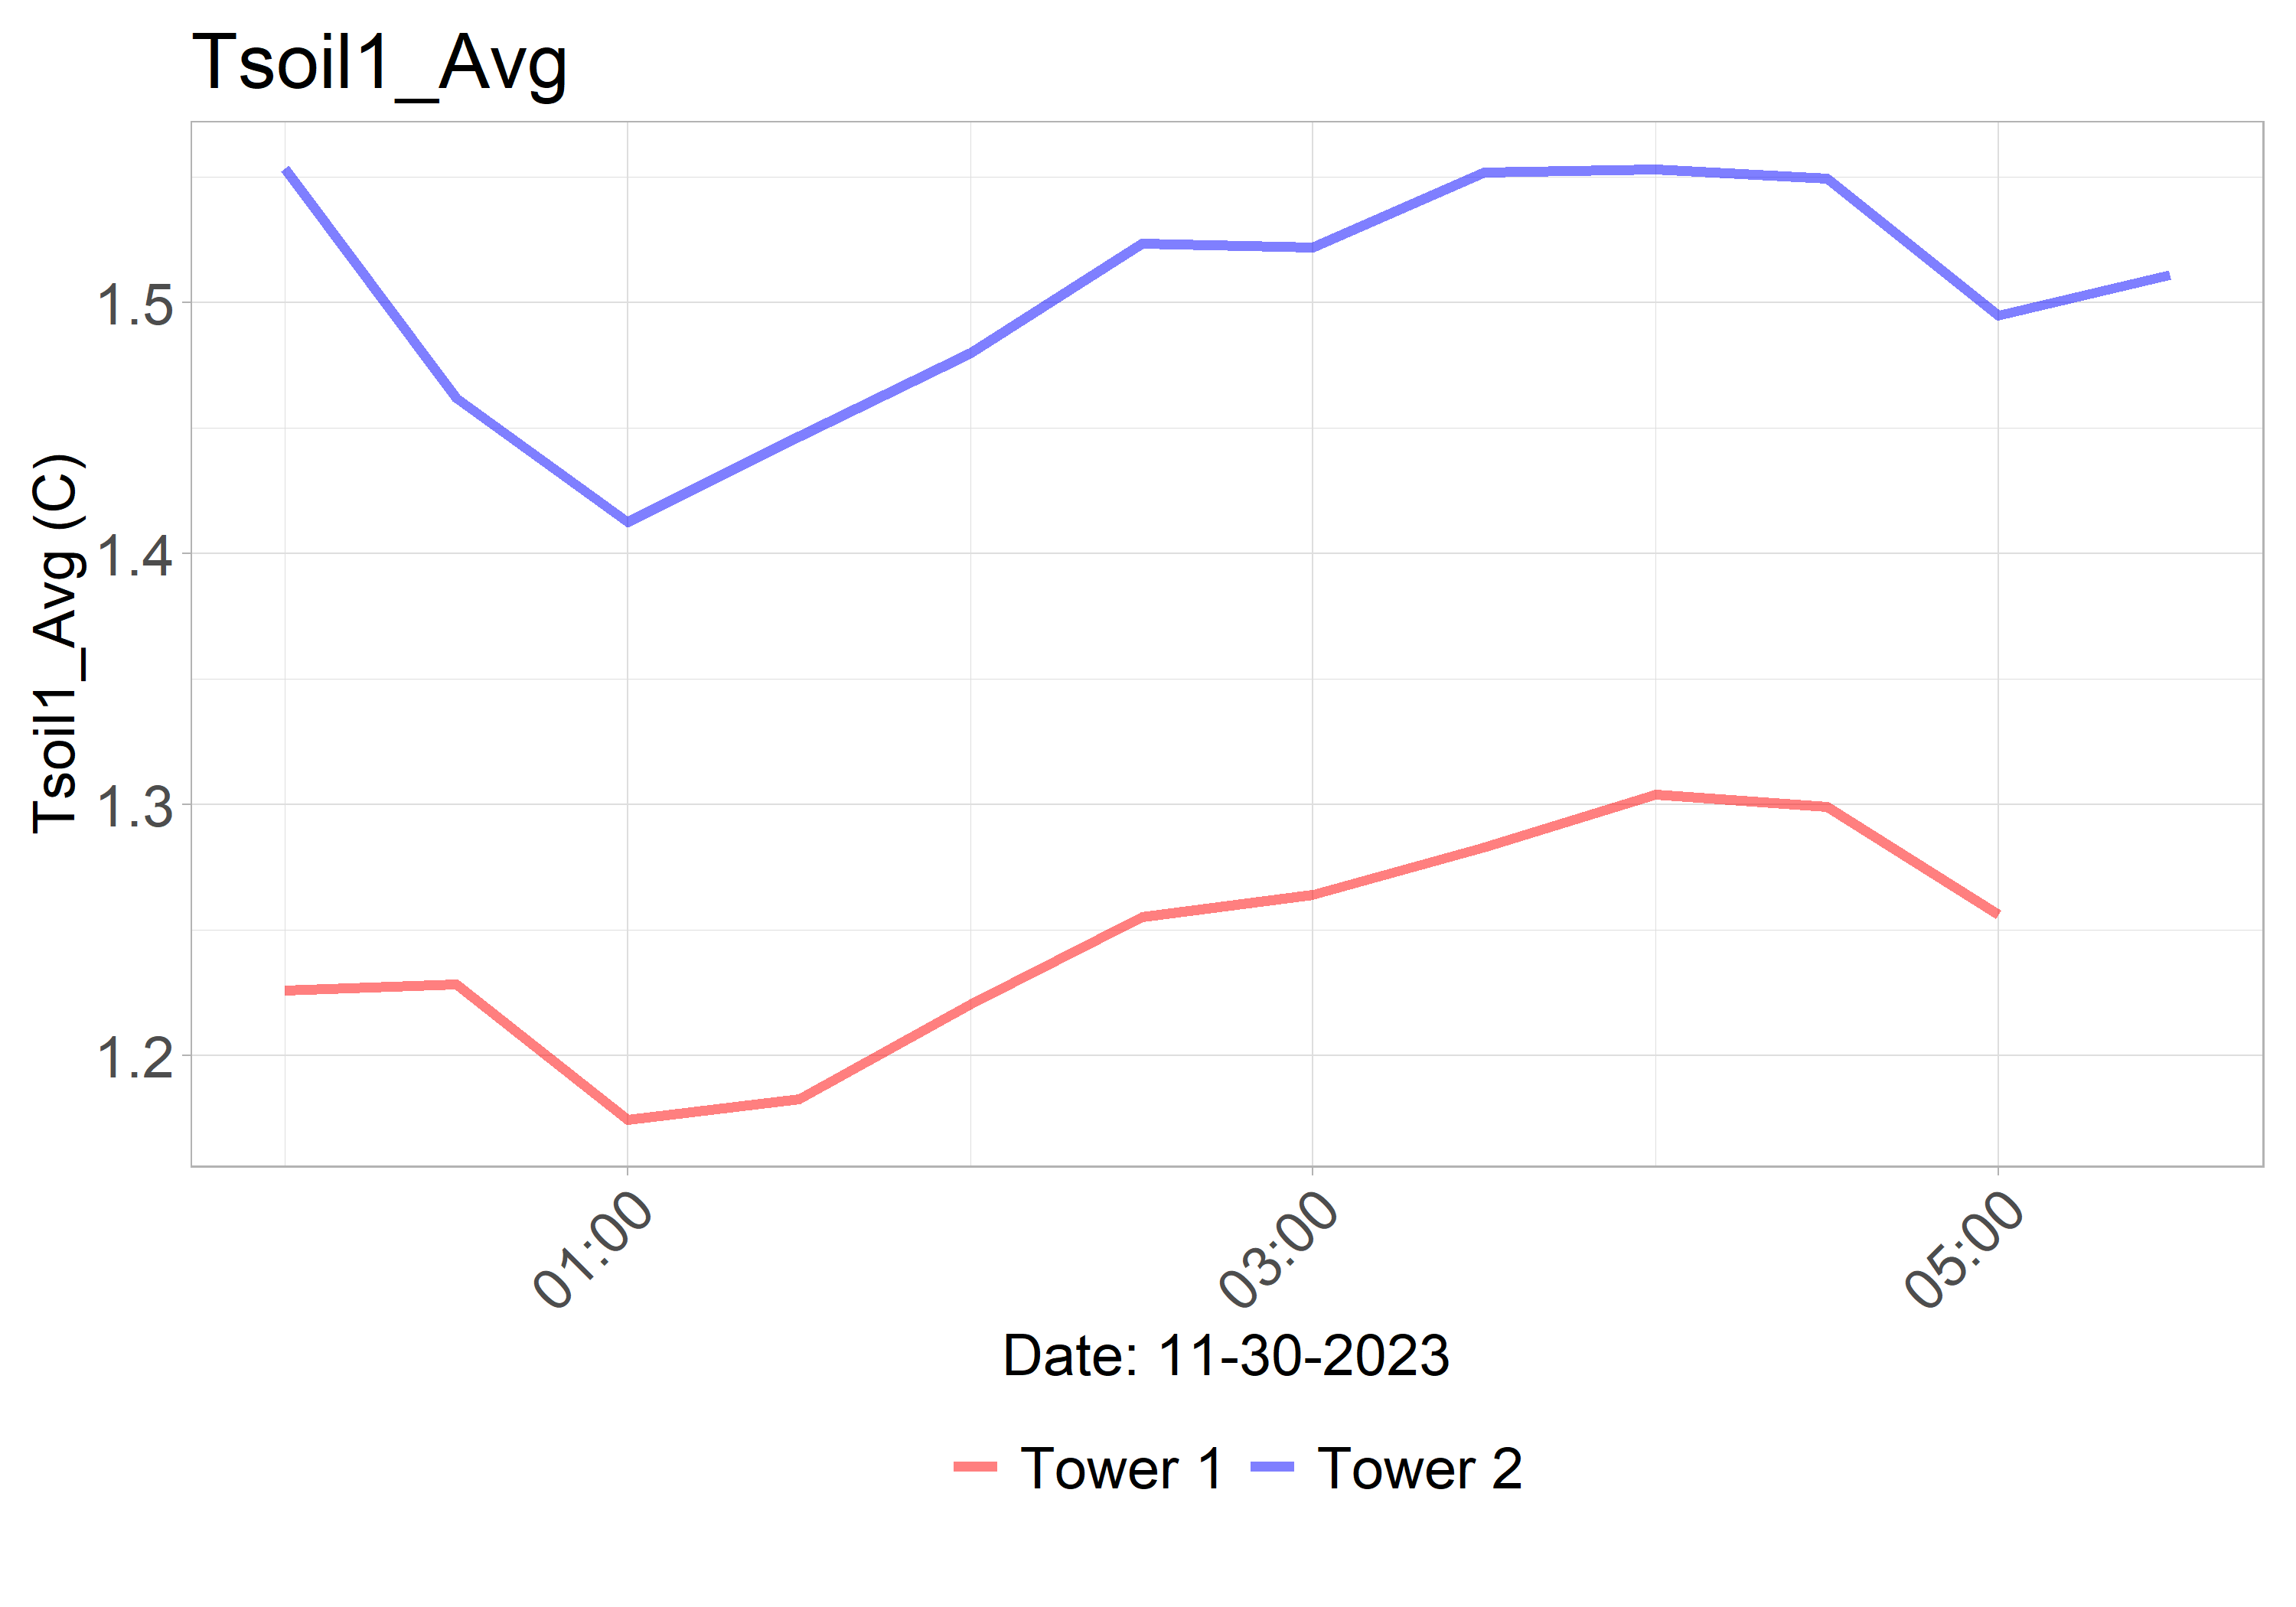 Tsoil1_Avg
Tsoil1_Avg (C)
1.5
1.4
1.3
1.2
01:00
03:00
05:00
Date: 11-30-2023
Tower 1
Tower 2